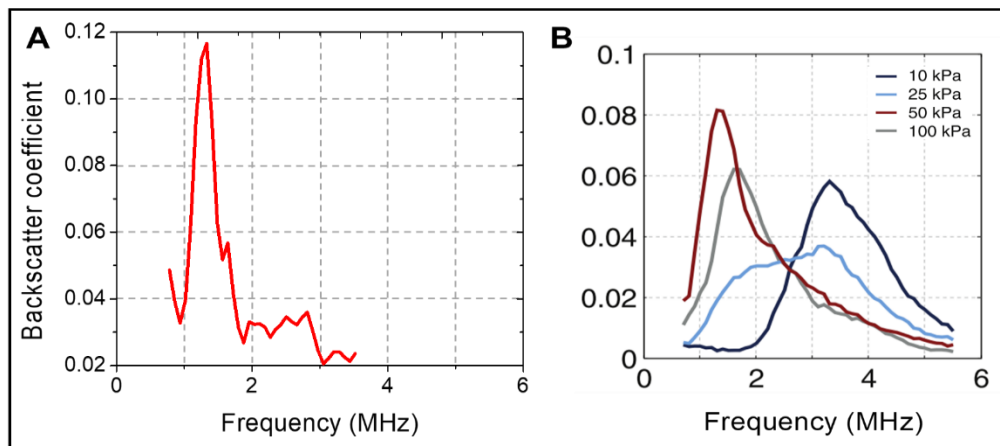 A
0.12
0.10
0.08
0.06
0.04
0.02
Backscatter coefficient
0
2
4
6
Frequency (MHz)
B
0.1
0.08
0.06
0.04
0.02
0
10 kPa
25 kPa
50 kPa
100 kPa
0
2
4
6
Frequency (MHz)